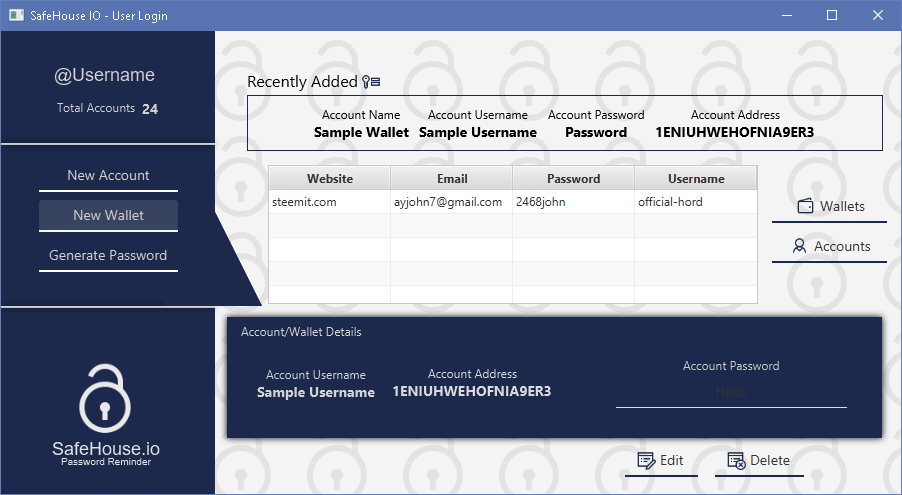 SafeHouse IO - User Login
@Username
Total Accounts 24
New Account
New Wallet
Generate Password
SafeHouse.io
Password Reminder
Recently Added
Account Name Account Username Account Password Account Address
Sample Wallet Sample Username Password 1ENIUHWEHOFNIA9ER3
Website Email Password Username
steemit.com ayjohn7@gmail.com 2468john official-hord
Wallets
Accounts
Account/Wallet Details
Account Username Account Address Account Password
Sample Username 1ENIUHWEHOFNIA9ER3 Hello
Edit Delete